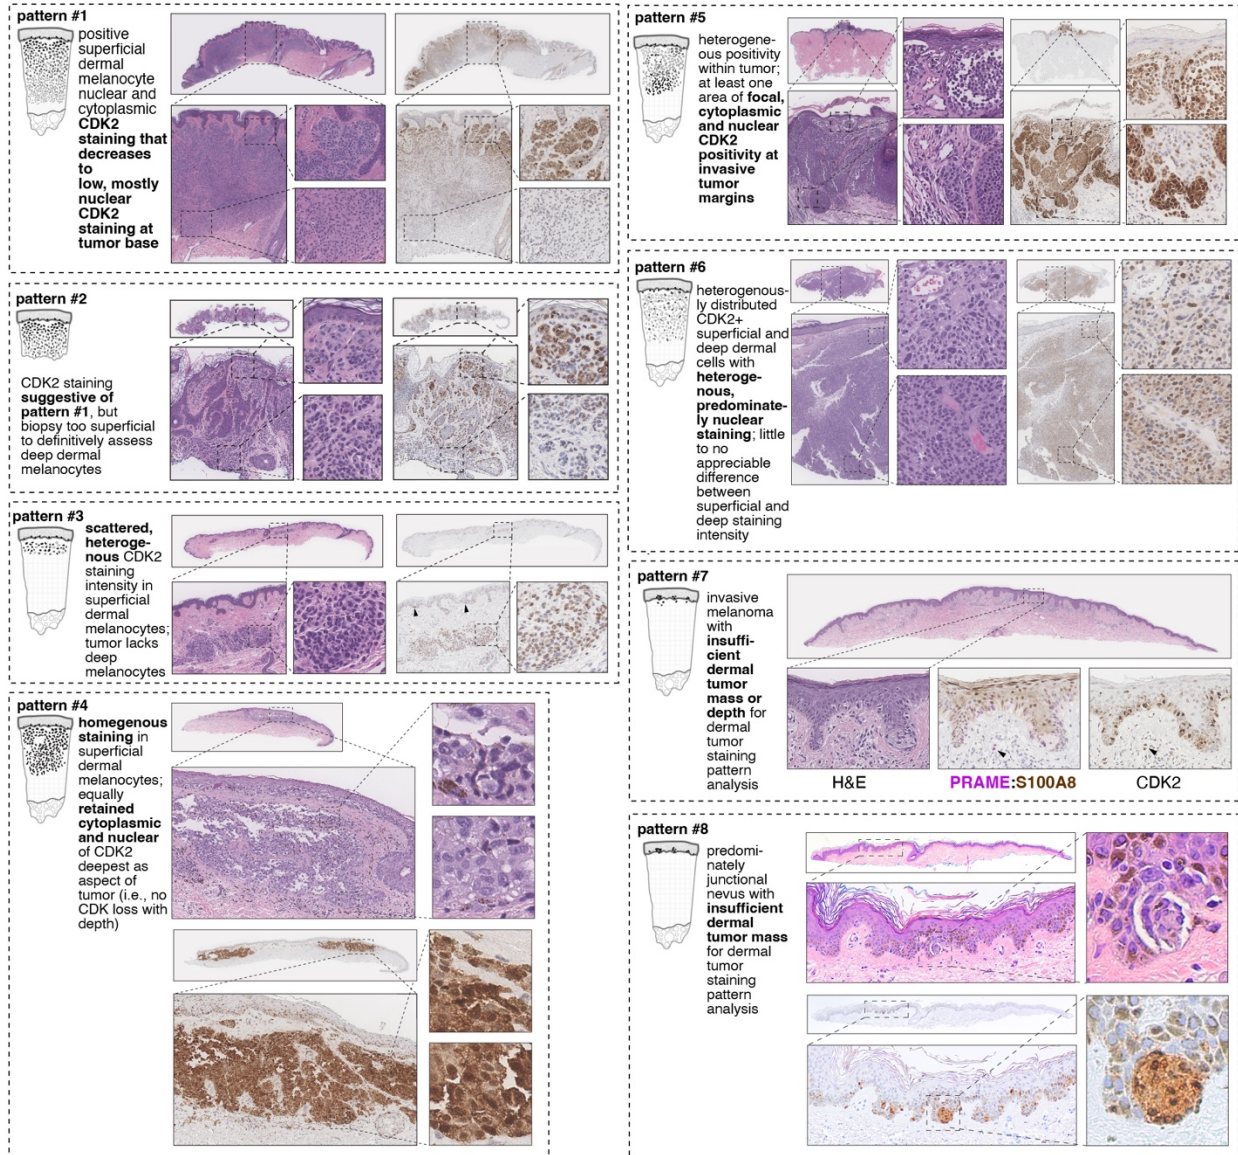 pattern #1
positive
superficial
dermal
melanocyte
nuclear and
cytoplasmic
CDK2
staining that
decreases
to
low, mostly
nuclear
CDK2
staining at
tumor base
pattern #2
CDK2 staining
suggestive of
pattern #1, but
biopsy too superficial
to definitively assess
deep dermal
melanocytes
pattern #3
scattered,
heteroge-
nous CDK2
staining
intensity in
superficial
dermal
melanocytes;
tumor lacks
deep
melanocytes
pattern #4
homegenous
staining in
superficial
dermal
melanocytes;
equally
retained
cytoplasmic
and nuclear
of CDK2
deepest as
aspect of
tumor (i.e., no
CDK loss with
depth)
pattern #5
heterogene-
ous positivity
within tumor;
at least one
area of focal,
cytoplasmic
and nuclear
CDK2
positivity at
invasive
tumor
margins
pattern #6
heterogenous-
ly distributed
CDK2+
superficial and
deep dermal
cells with
heteroge-
nous,
predominate-
ly nuclear
staining; little
to no
appreciable
difference
between
superficial and
deep staining
intensity
pattern #7
invasive
melanoma
with
insuffi-
cient
dermal
tumor
mass or
depth for
dermal
tumor
staining
pattern
analysis
H&E
PRAME:S100A8
CDK2
pattern #8
predomi-
nately
junctional
nevus with
insufficient
dermal
tumor mass
for dermal
tumor
staining
pattern
analysis